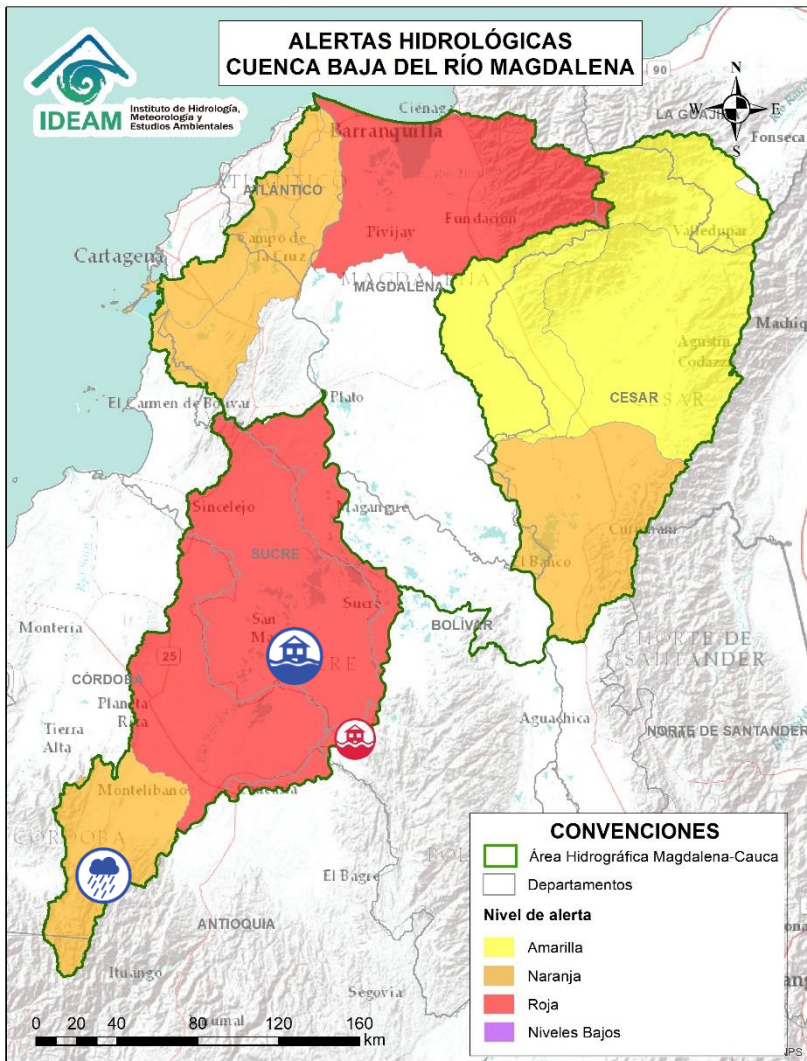 ALERTAS HIDROLÓGICAS
CUENCA BAJA DEL RÍO MAGDALENA
IDEAM
Instituto de Hidrología,
Meteorología y
Estudios Ambientales
N
W
E
S
90
Ciénaga
LA GUAJIRA
Fonseca
Barranquilla
ATLÁNTICO
Pivijay
Fundación
Valledupar
Cartagena
Campo de
la Cruz
MAGDALENA
Agustín
Codazzi
El Carmen de Bolívar
Plato
CESAR
Sincelejo
Magangué
SUCRE
El Banco
Sucre
San
BOLÍVAR
Montería
25
NORTE DE
SANTANDER
CÓRDOBA
Planeta
Rica
Tierra
Alta
Aguachica
NORTE DE SANTANDER
Montelíbano
Caucasia
CÓRDOBA
El Bagre
ANTIOQUIA
Ituango
Segovia
0 20 40 80 120 160
km
CONVENCIONES
Área Hidrográfica Magdalena-Cauca
Departamentos
Nivel de alerta
Amarilla
Naranja
Roja
Niveles Bajos